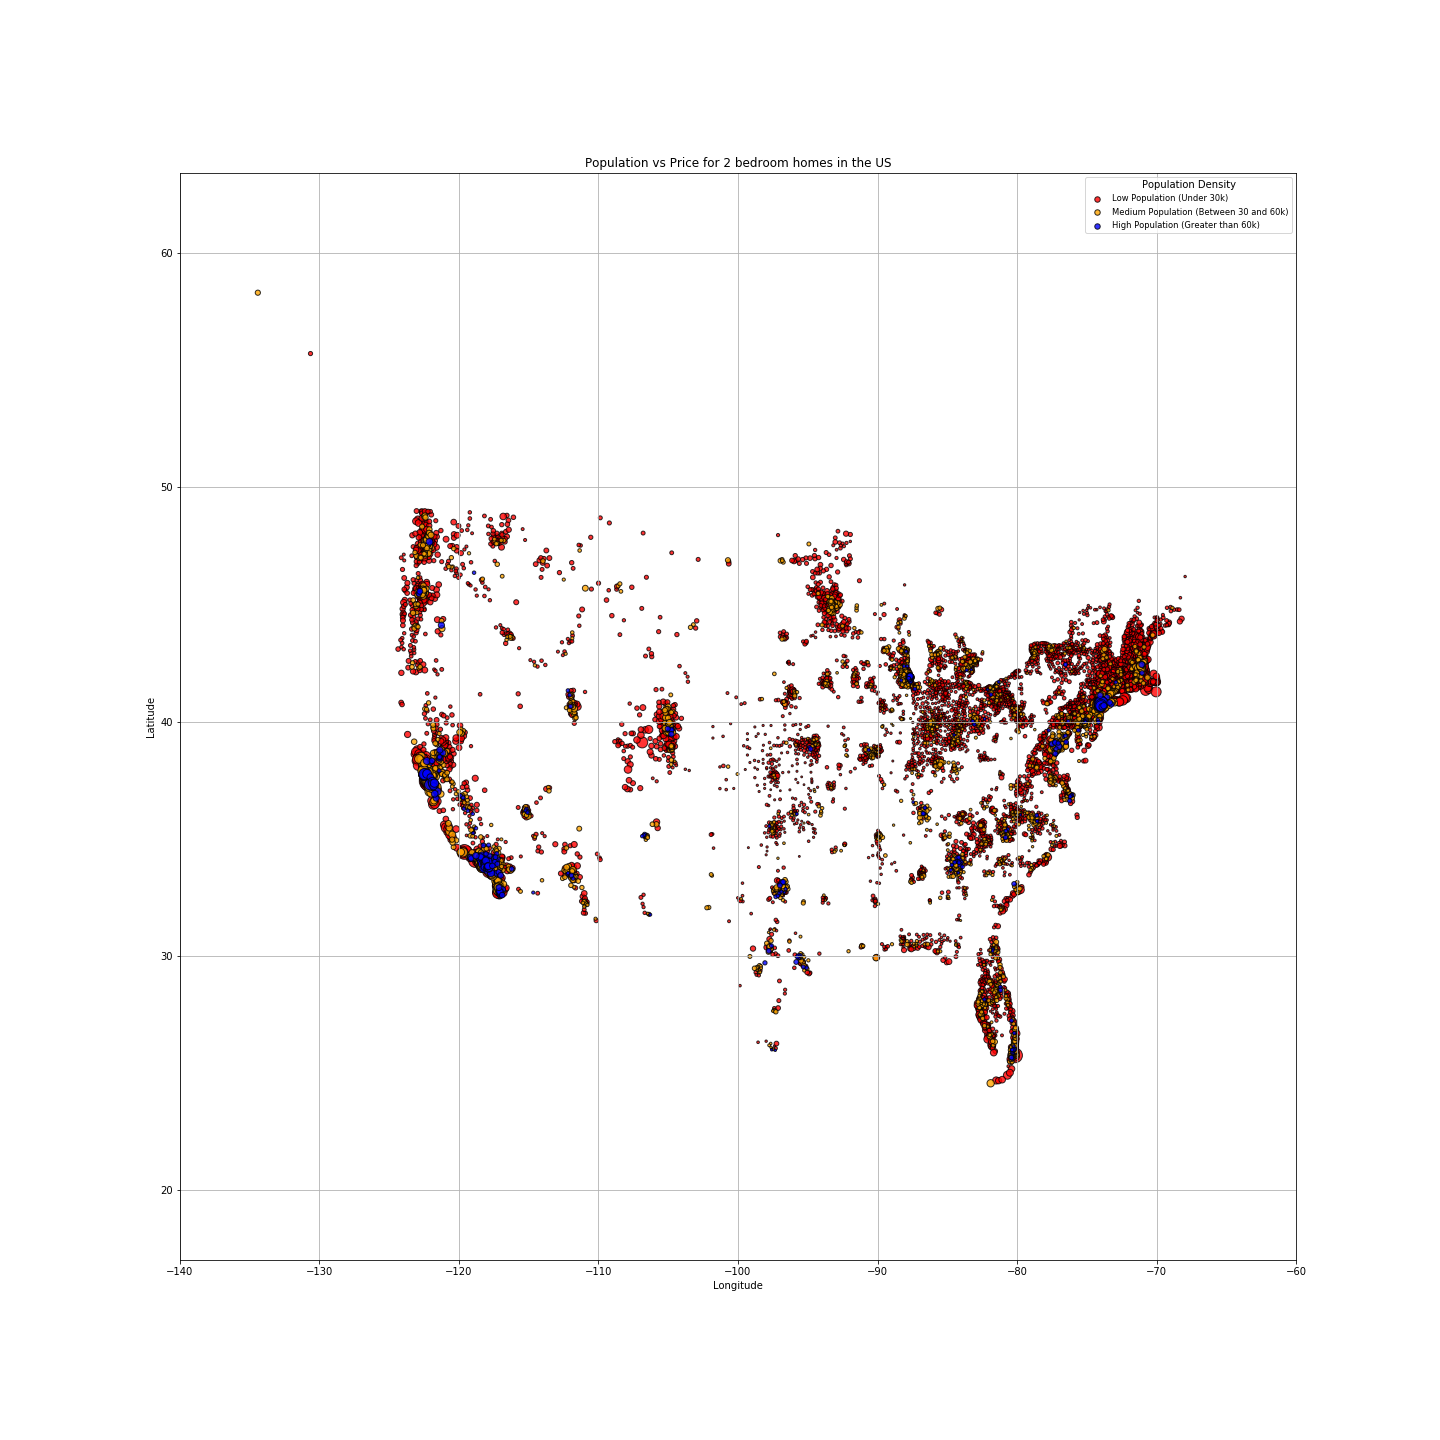 Population vs Price for 2 bedroom homes in the US
Population Density
Low Population (Under 30k)
Medium Population (Between 30 and 60k)
High Population (Greater than 60k)
60
50
40
30
20
Latitude
−140 −130 −120 −110 −100 −90 −80 −70 −60
Longitude